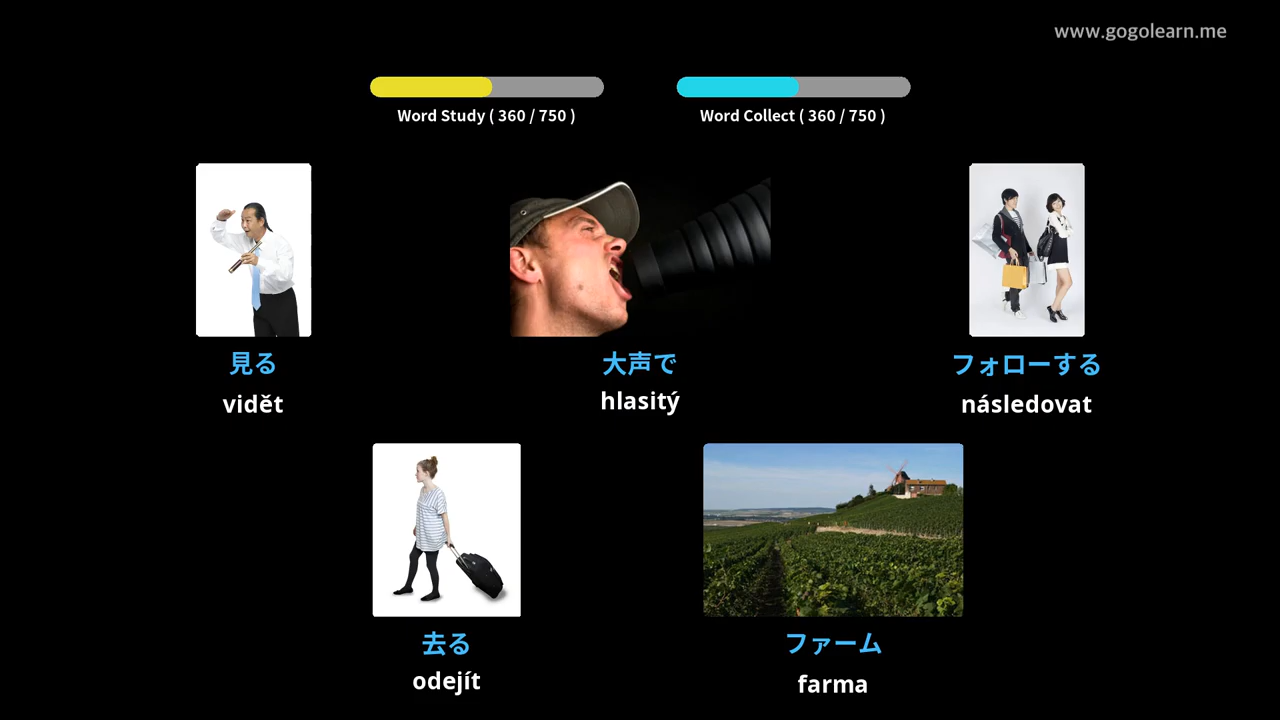 www.gogolearn.me
Word Study ( 360 / 750 )
Word Collect ( 360 / 750 )
見る
vidět
大声で
hlasitý
フォローする
následovat
去る
odejít
ファーム
farma